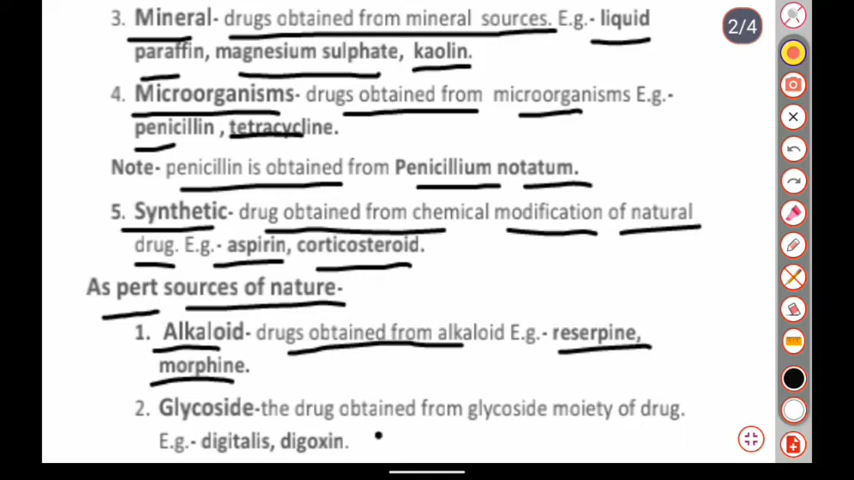 3. Mineral- drugs obtained from mineral sources. E.g.- liquid
paraffin, magnesium sulphate, kaolin.
4. Microorganisms- drugs obtained from microorganisms E.g.-
penicillin , tetracycline.
Note- penicillin is obtained from Penicillium notatum.
5. Synthetic- drug obtained from chemical modification of natural
drug. E.g.- aspirin, corticosteroid.
As pert sources of nature-
1. Alkaloid- drugs obtained from alkaloid E.g.- reserpine,
morphine.
2. Glycoside-the drug obtained from glycoside moiety of drug.
E.g.- digitalis, digoxin.
2/4